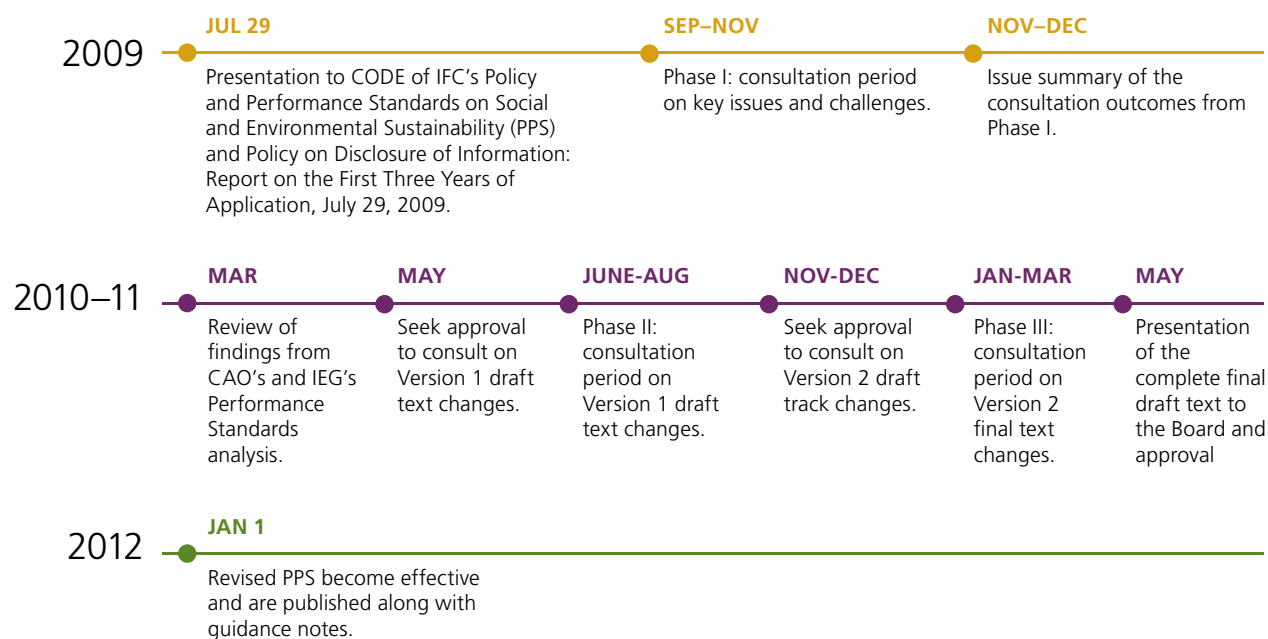 2009
JUL 29
Presentation to CODE of IFC’s Policy
and Performance Standards on Social
and Environmental Sustainability (PPS)
and Policy on Disclosure of Information:
Report on the First Three Years of
Application, July 29, 2009.
SEP–NOV
Phase I: consultation period
on key issues and challenges.
NOV–DEC
Issue summary of the
consultation outcomes from
Phase I.
2010–11
MAR
Review of
findings from
CAO’s and IEG’s
Performance
Standards
analysis.
MAY
Seek approval
to consult on
Version 1 draft
text changes.
JUNE-AUG
Phase II:
consultation
period on
Version 1 draft
text changes.
NOV-DEC
Seek approval
to consult on
Version 2 draft
track changes.
JAN-MAR
Phase III:
consultation
period on
Version 2
final text
changes.
MAY
Presentation
of the
complete final
draft text to
the Board and
approval
2012
JAN 1
Revised PPS become effective
and are published along with
guidance notes.